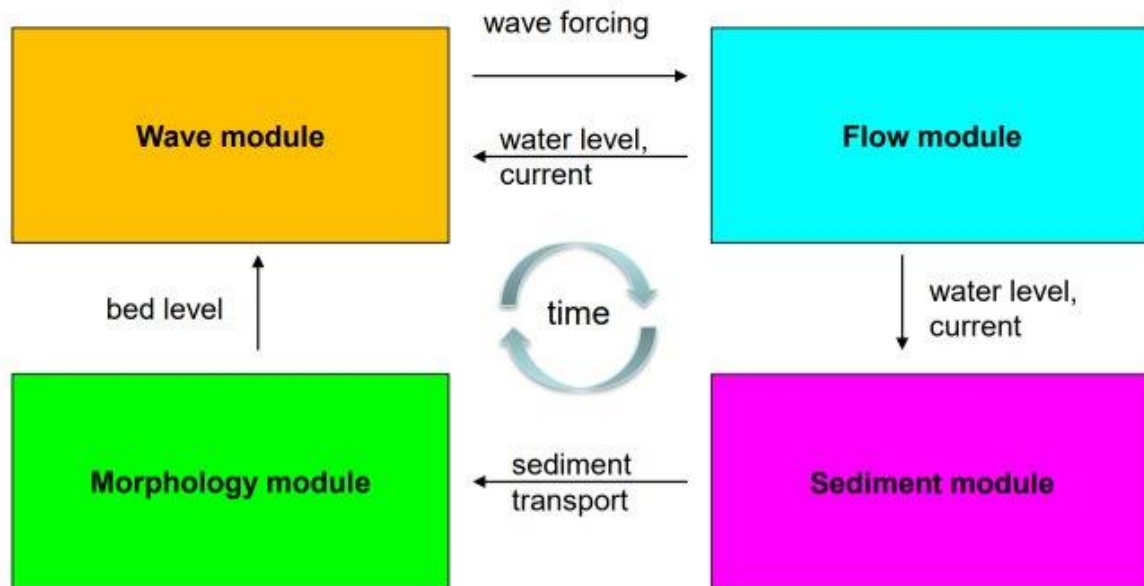 wave forcing
Wave module
water level,
current
Flow module
bed level
time
water level,
current
Morphology module
sediment
transport
Sediment module